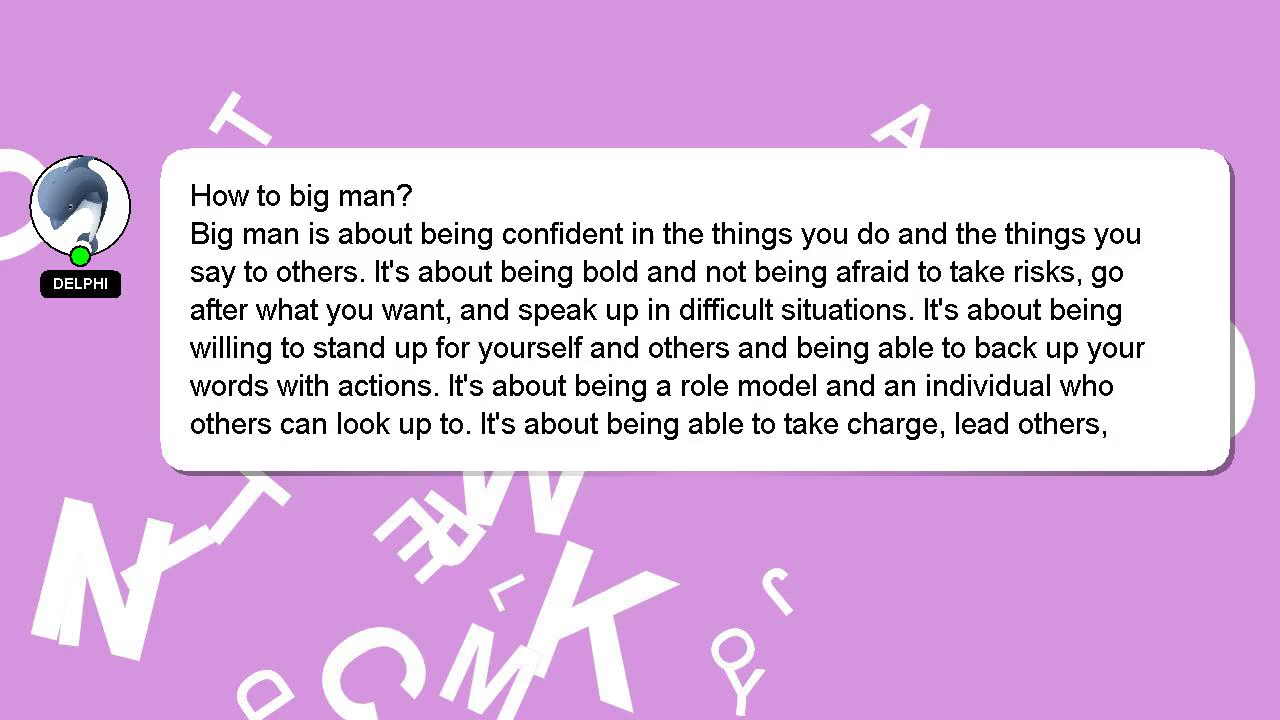 How to big man?
Big man is about being confident in the things you do and the things you
say to others. It's about being bold and not being afraid to take risks, go
after what you want, and speak up in difficult situations. It's about being
willing to stand up for yourself and others and being able to back up your
words with actions. It's about being a role model and an individual who
others can look up to. It's about being able to take charge, lead others,
DELPHI
T
A
T
W
N
Y
E
R
L
K
J
O
Y
M
C
D